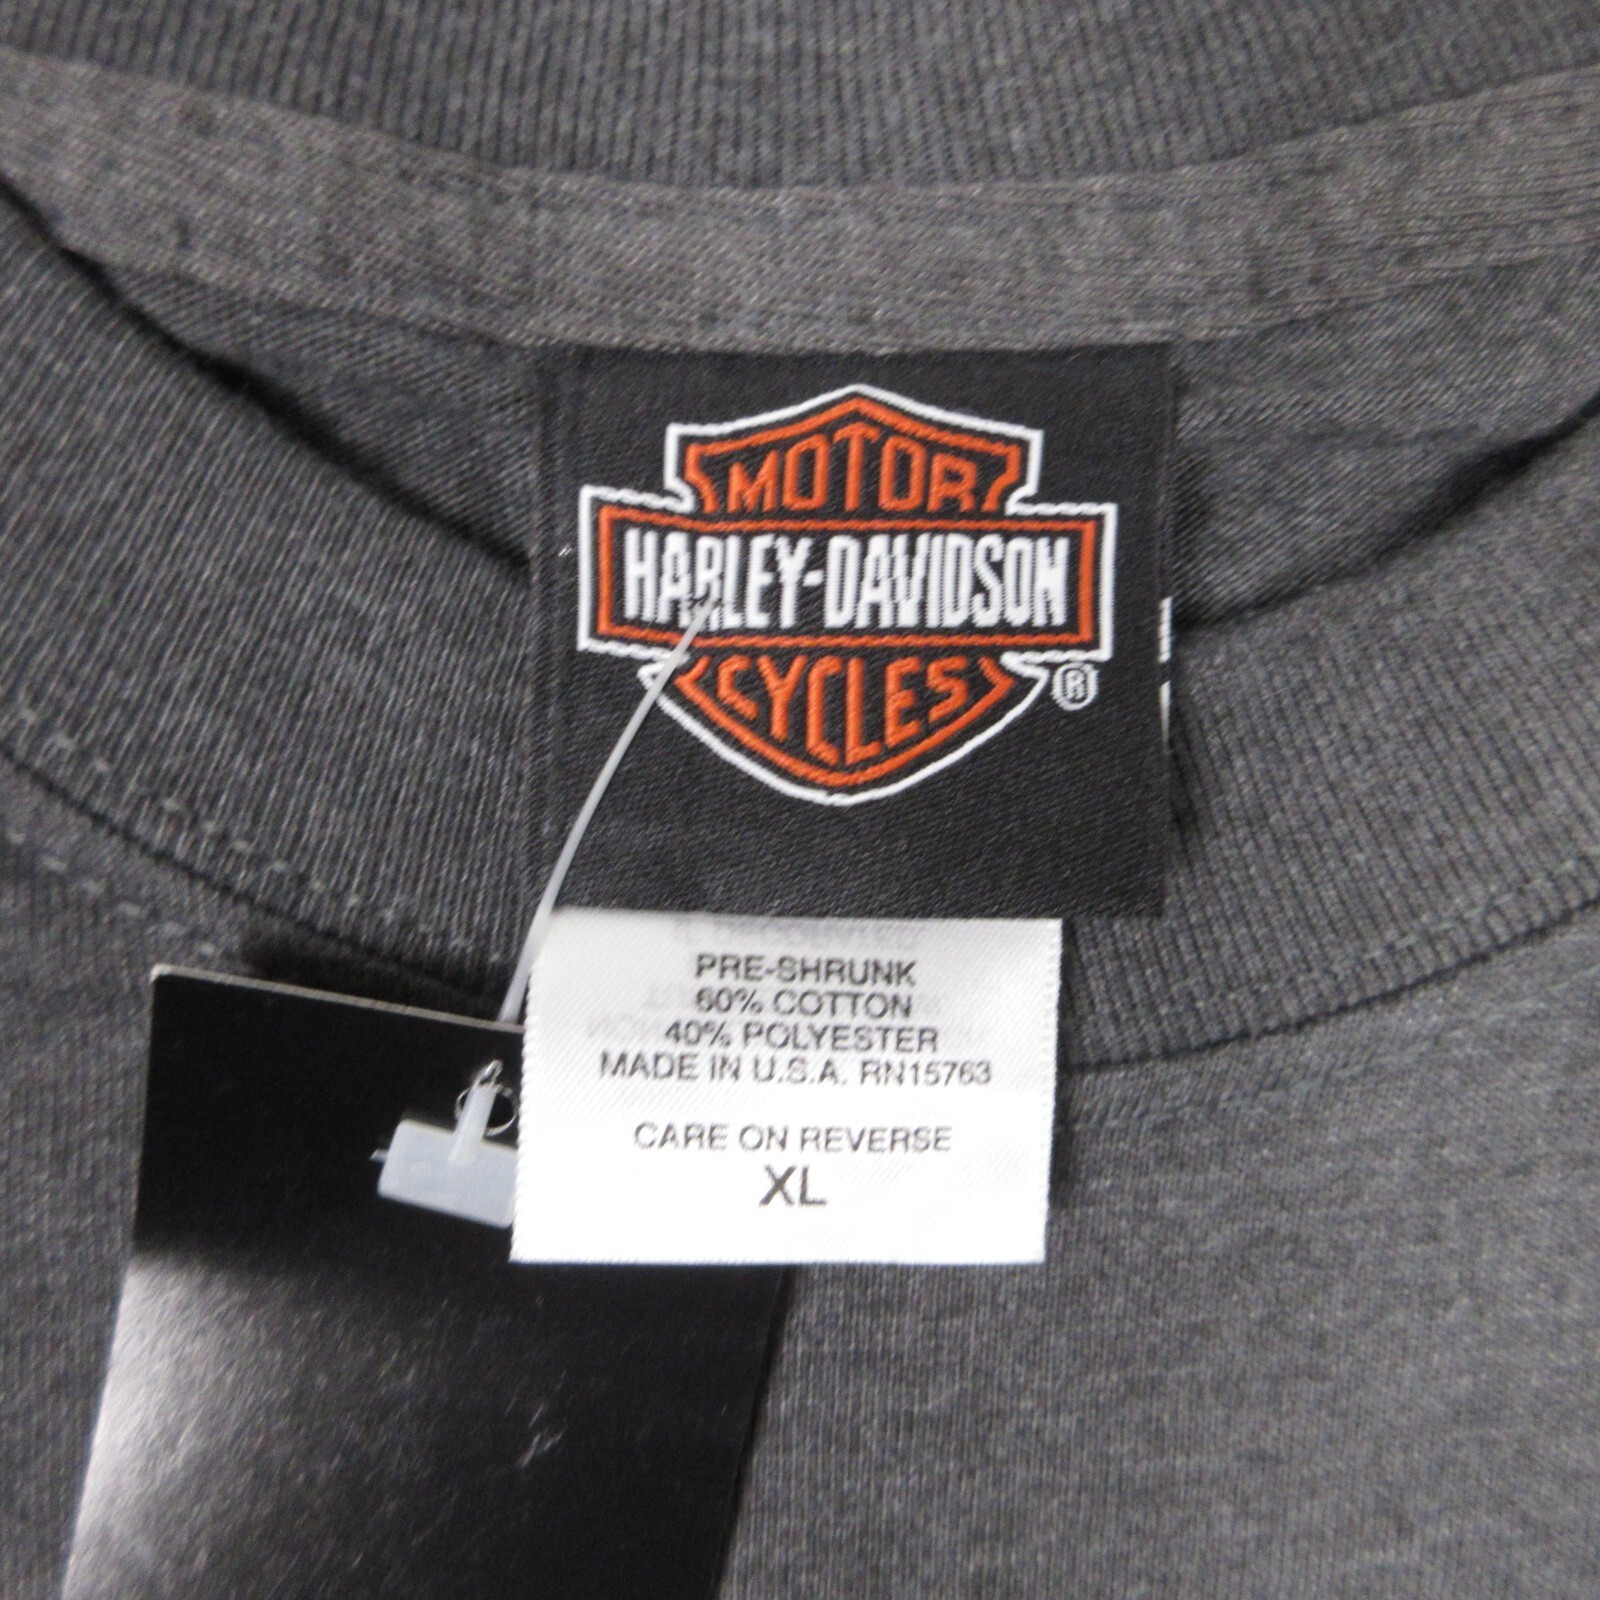 MOTOR
HARLEY-DAVIDSON
CYCLES
®
PRE-SHRUNK
60% COTTON
40% POLYESTER
MADE IN U.S.A. RN15763
CARE ON REVERSE
XL